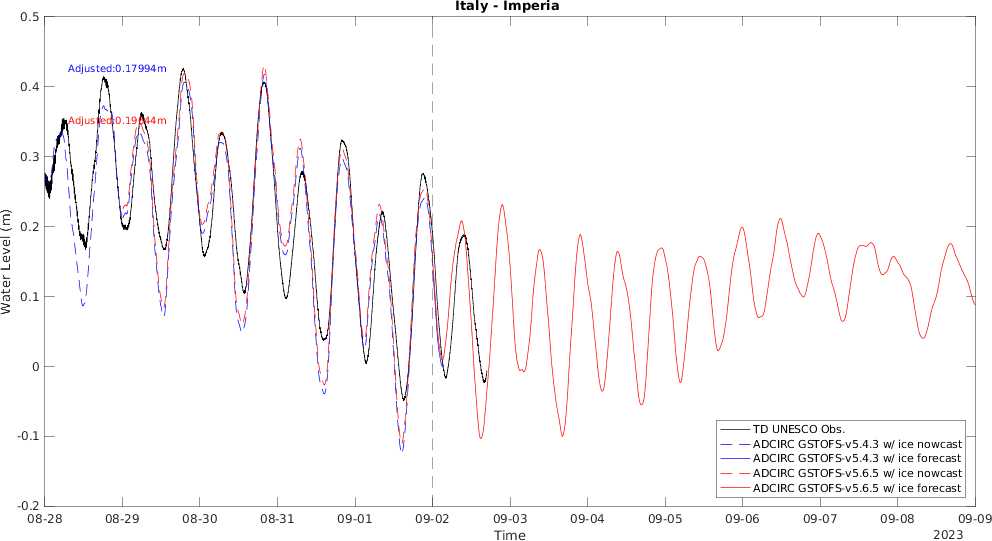 Italy - Imperia
0.5
0.4
0.3
0.2
0.1
0
-0.1
-0.2
Water Level (m)
Adjusted:0.17994m
TD UNESCO Obs.
ADCIRC GSTOFS-v5.4.3 w/ ice nowcast
ADCIRC GSTOFS-v5.4.3 w/ ice forecast
ADCIRC GSTOFS-v5.6.5 w/ ice nowcast
ADCIRC GSTOFS-v5.6.5 w/ ice forecast
08-28 08-29 08-30 08-31 09-01 09-02 09-03 09-04 09-05 09-06 09-07 09-08 09-09
Time
2023